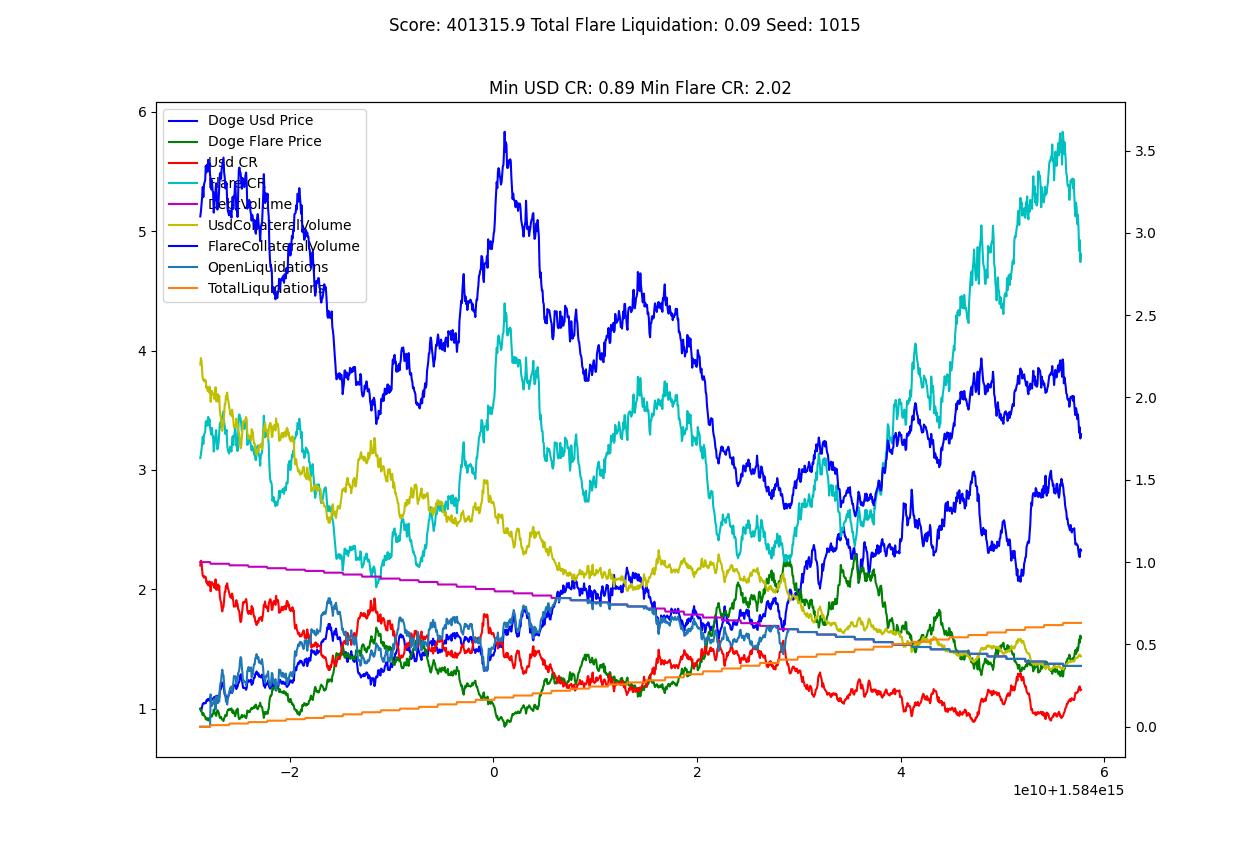 Score: 401315.9 Total Flare Liquidation: 0.09 Seed: 1015
Min USD CR: 0.89 Min Flare CR: 2.02
Doge Usd Price
Doge Flare Price
Usd CR
Flare CR
DebtVolume
UsdCollateralVolume
FlareCollateralVolume
OpenLiquidations
TotalLiquidations
6
5
4
3
2
1
3.5
3.0
2.5
2.0
1.5
1.0
0.5
0.0
−2
0
2
4
6
1e10+1.584e15